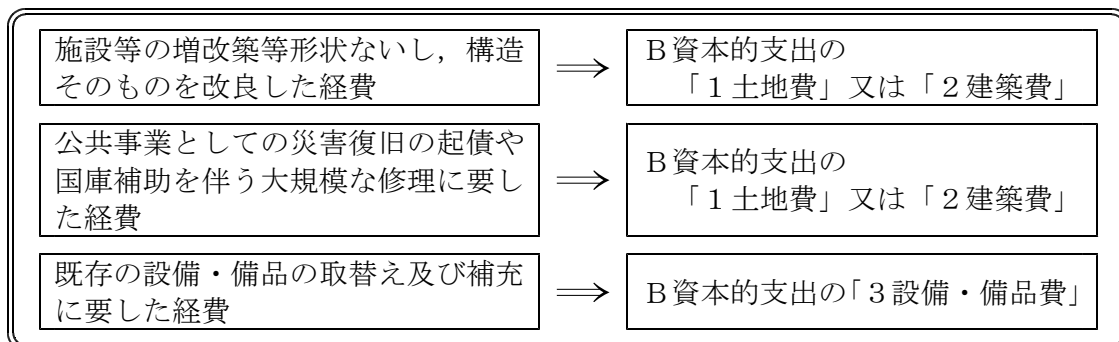 施設等の増改築等形状ないし，構造
そのものを改良した経費
⟹
Ｂ資本的支出の
「１土地費」又は「２建築費」
公共事業としての災害復旧の起債や
国庫補助を伴う大規模な修理に要し
た経費
⟹
Ｂ資本的支出の
「１土地費」又は「２建築費」
既存の設備・備品の取替え及び補充
に要した経費
⟹
Ｂ資本的支出の「３設備・備品費」